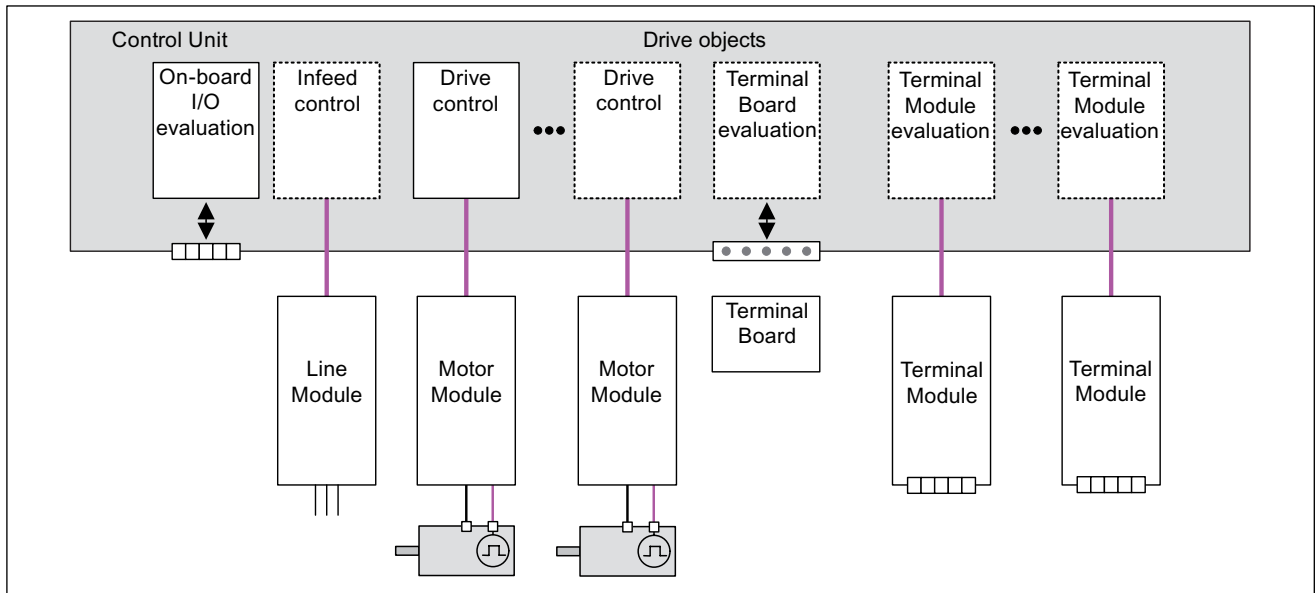 Control Unit
Drive objects
On-board
I/O
evaluation
Infeed
control
Drive
control
Drive
control
Terminal
Board
evaluation
Terminal
Module
evaluation
Terminal
Module
evaluation
Line
Module
Motor
Module
Motor
Module
Terminal
Board
Terminal
Module
Terminal
Module